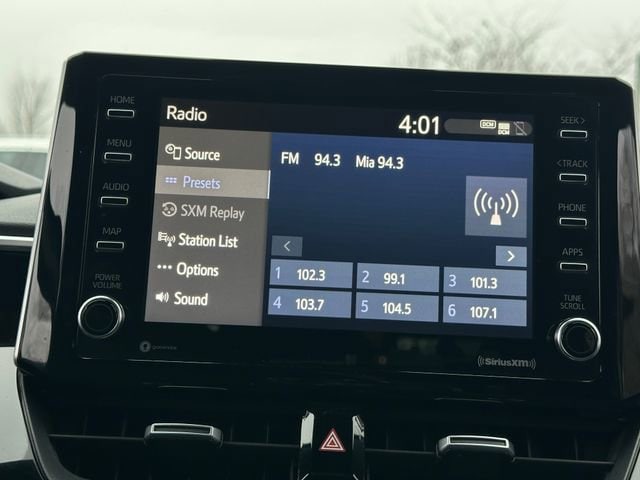 HOME
MENU
AUDIO
MAP
POWER
VOLUME
Radio
4:01
DCM
DCM
Source
Presets
SXM Replay
Station List
Options
Sound
FM 94.3 Mia 94.3
<
>
1 102.3 2 99.1 3 101.3
4 103.7 5 104.5 6 107.1
SEEK >
< TRACK
PHONE
APPS
TUNE
SCROLL
((SiriusXM))